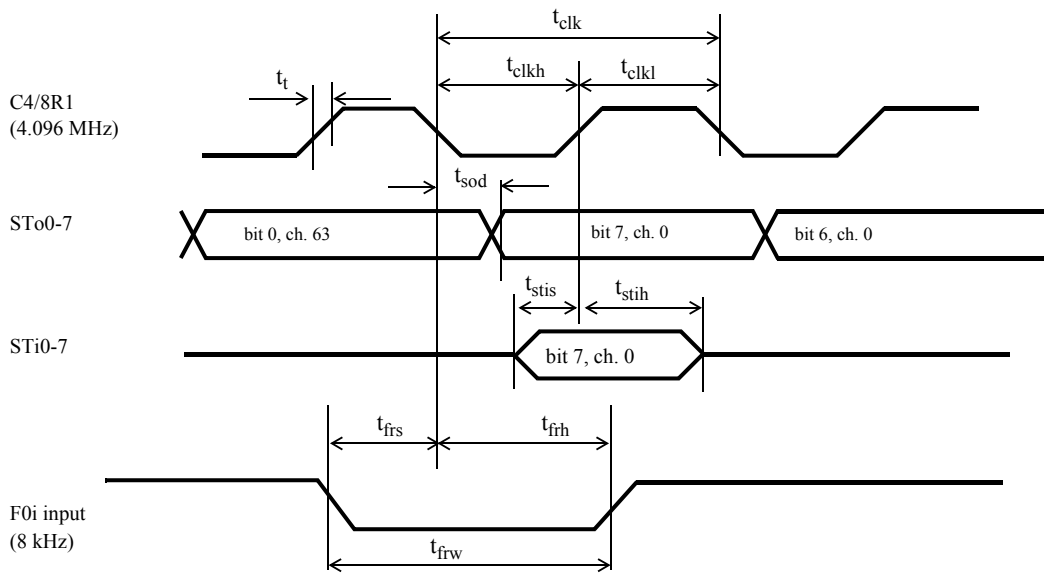 t_clk
t_clkh t_clkl
t_t
C4/8R1
(4.096 MHz)
t_sod
STo0-7
bit 0, ch. 63 bit 7, ch. 0 bit 6, ch. 0
t_stis t_stih
STi0-7
bit 7, ch. 0
t_frs t_frh
F0i input
(8 kHz)
t_frw